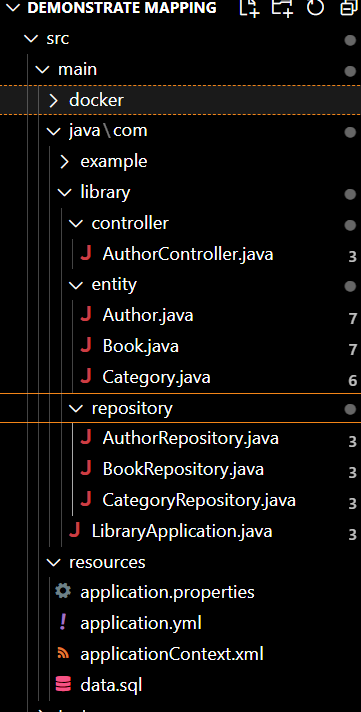 DEMONSTRATE MAPPING
src
main
docker
java\com
example
library
controller
AuthorController.java 3
entity
Author.java 7
Book.java 7
Category.java 6
repository
AuthorRepository.java 3
BookRepository.java 3
CategoryRepository.java 3
LibraryApplication.java 3
resources
application.properties
application.yml
applicationContext.xml
data.sql